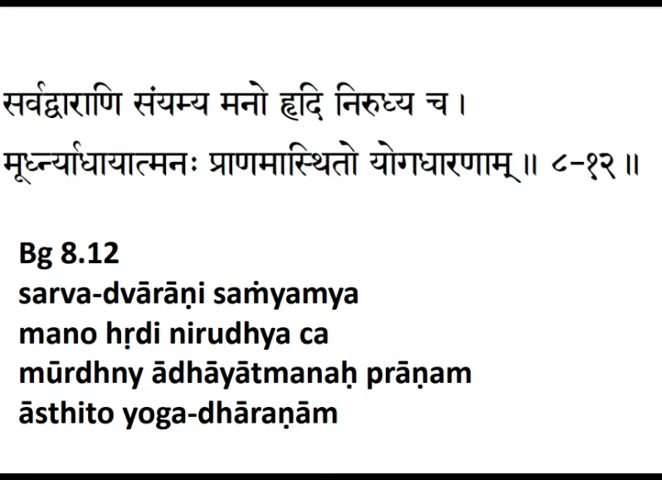 सर्वद्वाराणि संयम्य मनो हृदि निरुध्य च ।
मूर्ध्न्याधायात्मनः प्राणमास्थितो योगधारणाम् ॥ ८-१२ ॥
Bg 8.12
sarva-dvārāṇi saṁyamya
mano hṛdi nirudhya ca
mūrdhny ādhāyātmanaḥ prāṇam
āsthito yoga-dhāraṇām